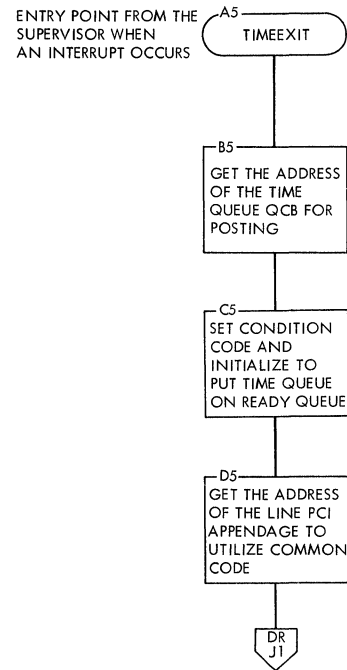 ENTRY POINT FROM THE
SUPERVISOR WHEN
AN INTERRUPT OCCURS
A5
TIMEEXIT
B5
GET THE ADDRESS
OF THE TIME
QUEUE QCB FOR
POSTING
C5
SET CONDITION
CODE AND
INITIALIZE TO
PUT TIME QUEUE
ON READY QUEUE
D5
GET THE ADDRESS
OF THE LINE PCI
APPENDAGE TO
UTILIZE COMMON
CODE
DR
J1